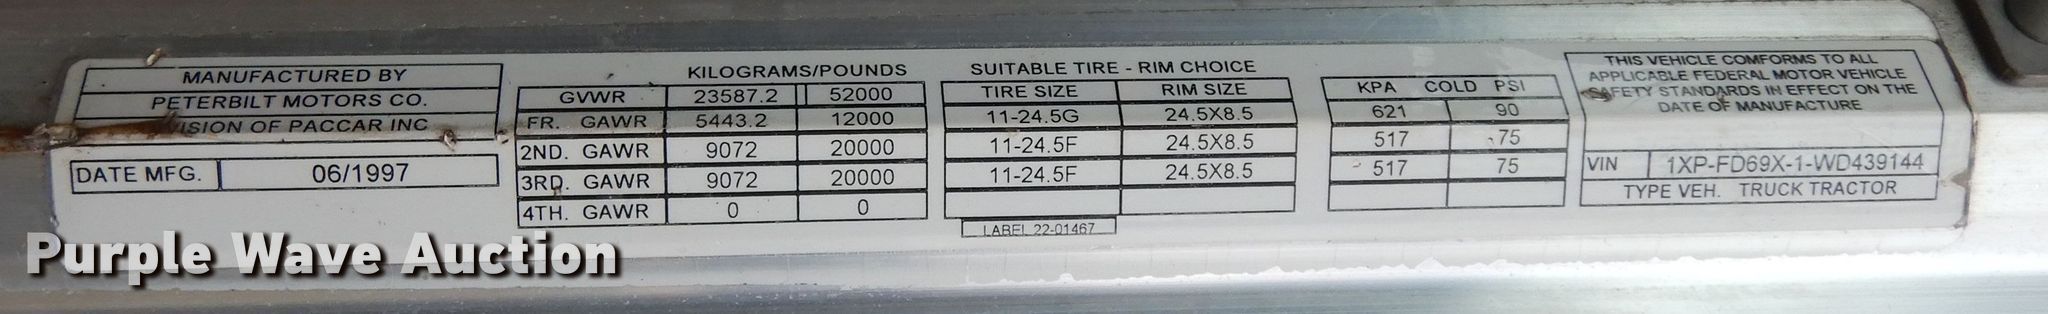 MANUFACTURED BY
PETERBILT MOTORS CO.
VISION OF PACCAR INC
DATE MFG. 06/1997
KILOGRAMS/POUNDS
GVWR 23587.2 52000
FR. GAWR 5443.2 12000
2ND. GAWR 9072 20000
3RD. GAWR 9072 20000
4TH. GAWR 0 0
SUITABLE TIRE - RIM CHOICE
TIRE SIZE RIM SIZE
11-24.5G 24.5X8.5
11-24.5F 24.5X8.5
11-24.5F 24.5X8.5
LABEL 22-01467
KPA COLD PSI
621 90
517 75
517 75
THIS VEHICLE COMFORMS TO ALL
APPLICABLE FEDERAL MOTOR VEHICLE
SAFETY STANDARDS IN EFFECT ON THE
DATE OF MANUFACTURE
VIN 1XP-FD69X-1-WD439144
TYPE VEH. TRUCK TRACTOR
Purple Wave Auction